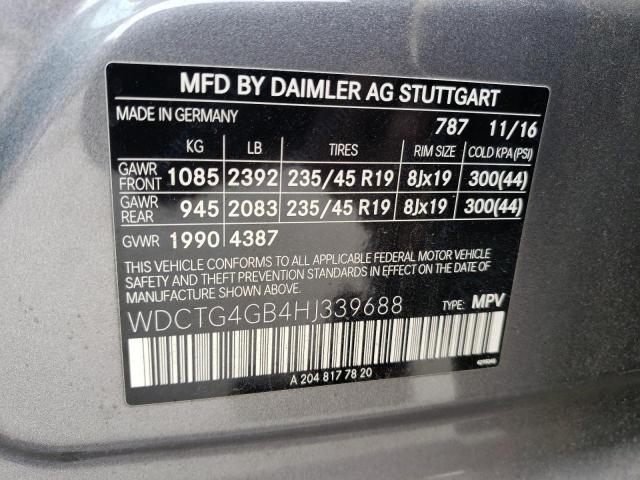 MFD BY DAIMLER AG STUTTGART
MADE IN GERMANY
787 11/16
KG LB TIRES RIM SIZE COLD KPA(PSI)
GAWR FRONT 1085 2392 235/45 R19 8Jx19 300(44)
GAWR REAR 945 2083 235/45 R19 8Jx19 300(44)
GVWR 1990 4387
THIS VEHICLE CONFORMS TO ALL APPLICABLE FEDERAL MOTOR VEHICLE
SAFETY AND THEFT PREVENTION STANDARDS IN EFFECT ON THE DATE OF
MANUFACTURE SHOWN ABOVE.
WDCTG4GB4HJ339688 TYPE: MPV
A 204 817 78 20